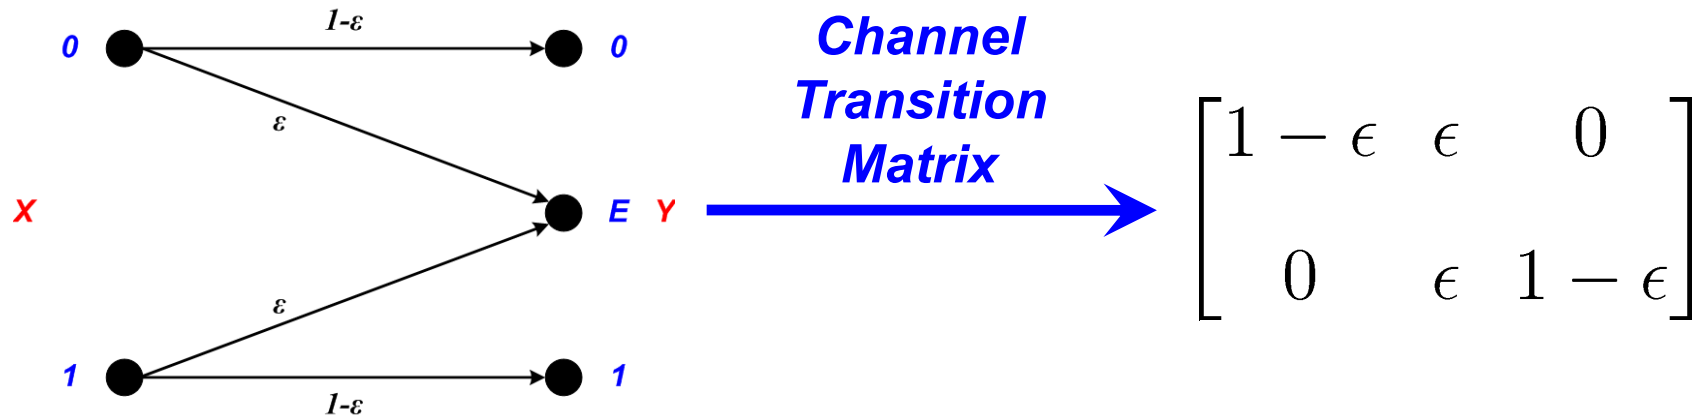 0 1-ε 0
ε
X E Y
ε
1 1-ε 1
Channel
Transition
Matrix
1 − ϵ ϵ 0
0 ϵ 1 − ϵ